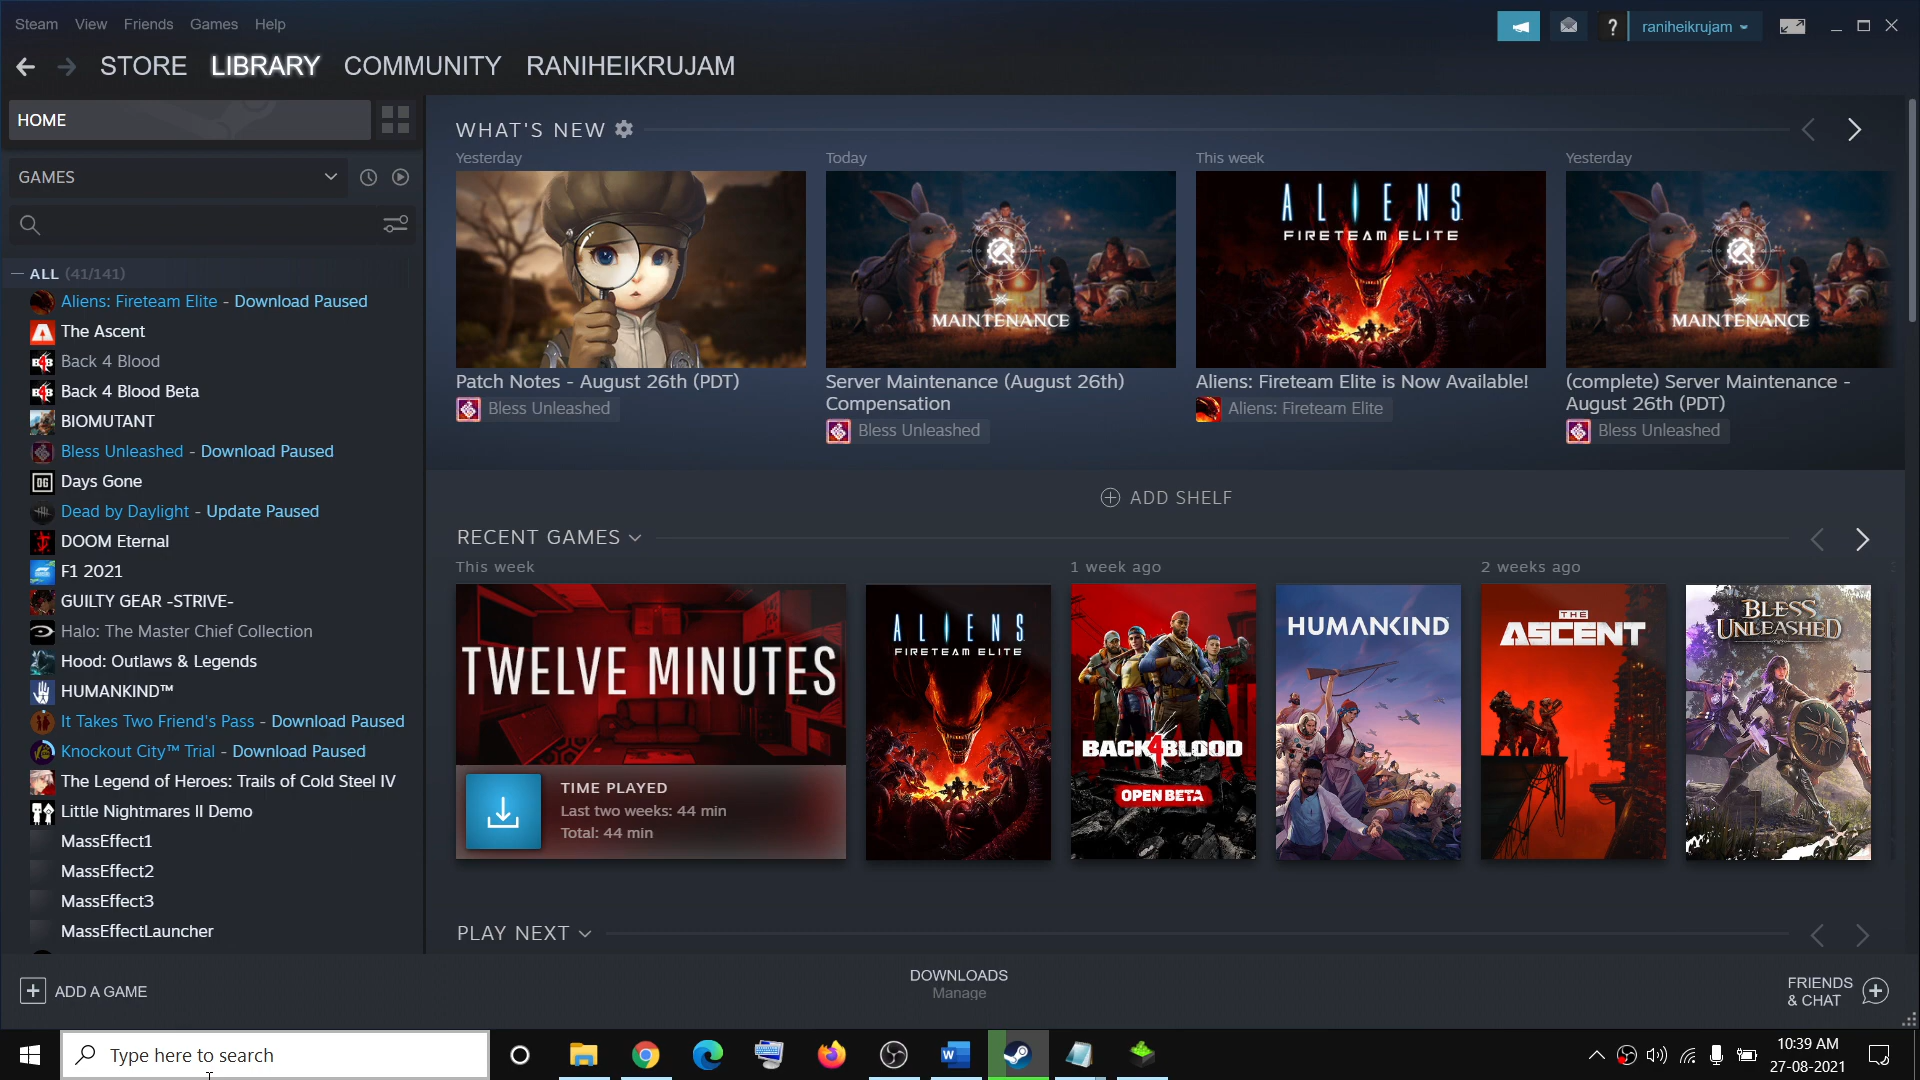 Steam View Friends Games Help
raniheikrujam
STORE LIBRARY COMMUNITY RANIHEIKRUJAM
HOME
GAMES
ALL (41/141)
Aliens: Fireteam Elite - Download Paused
The Ascent
Back 4 Blood
Back 4 Blood Beta
BIOMUTANT
Bless Unleashed - Download Paused
Days Gone
Dead by Daylight - Update Paused
DOOM Eternal
F1 2021
GUILTY GEAR -STRIVE-
Halo: The Master Chief Collection
Hood: Outlaws & Legends
HUMANKIND™
It Takes Two Friend's Pass - Download Paused
Knockout City™ Trial - Download Paused
The Legend of Heroes: Trails of Cold Steel IV
Little Nightmares II Demo
MassEffect1
MassEffect2
MassEffect3
MassEffectLauncher
WHAT'S NEW
Yesterday
Today
This week
Yesterday
MAINTENANCE
ALIENS
FIRETEAM ELITE
MAINTENANCE
Patch Notes - August 26th (PDT)
Bless Unleashed
Server Maintenance (August 26th)
Compensation
Bless Unleashed
Aliens: Fireteam Elite is Now Available!
Aliens: Fireteam Elite
(complete) Server Maintenance -
August 26th (PDT)
Bless Unleashed
ADD SHELF
RECENT GAMES
This week
1 week ago
2 weeks ago
TWELVE MINUTES
TIME PLAYED
Last two weeks: 44 min
Total: 44 min
ALIENS
FIRETEAM ELITE
BACK 4 BLOOD
OPEN BETA
HUMANKIND
THE
ASCENT
BLESS
UNLEASHED
PLAY NEXT
ADD A GAME
DOWNLOADS
Manage
FRIENDS
& CHAT
Type here to search
10:39 AM
27-08-2021